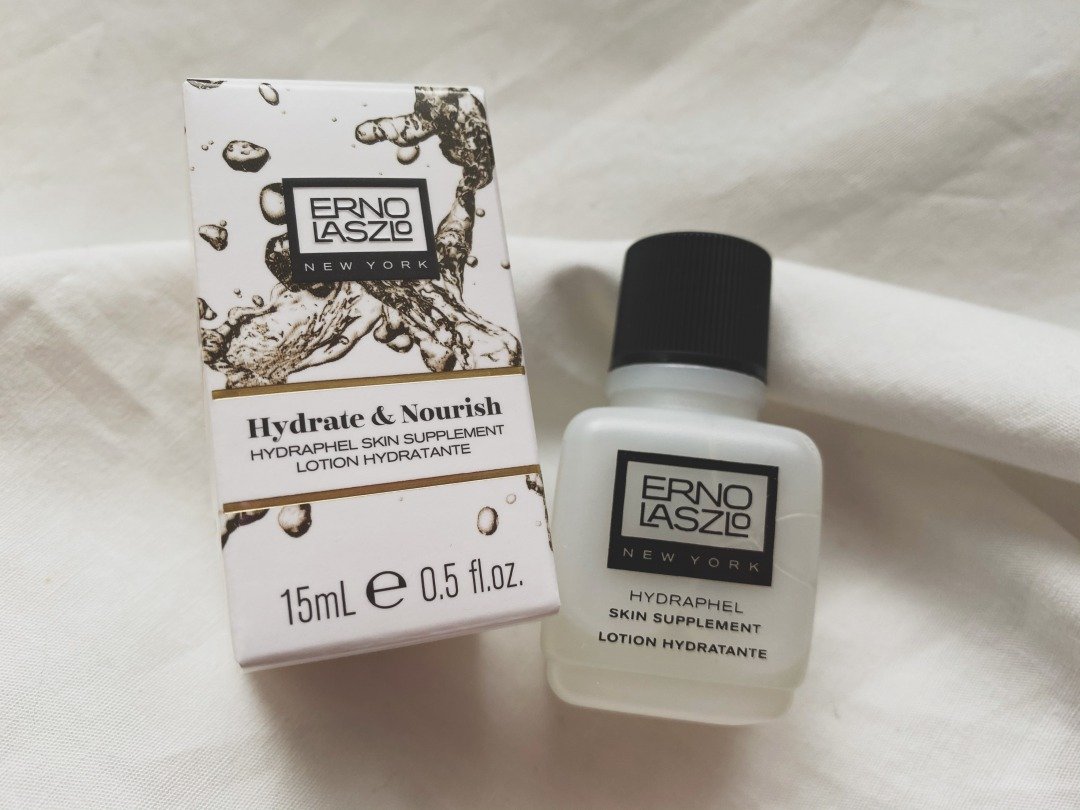 ERNO
LASZLO
NEW YORK
Hydrate & Nourish
HYDRAPHEL SKIN SUPPLEMENT
LOTION HYDRATANTE
15mL e 0.5 fl.oz.
ERNO
LASZLO
NEW YORK
HYDRAPHEL
SKIN SUPPLEMENT
LOTION HYDRATANTE